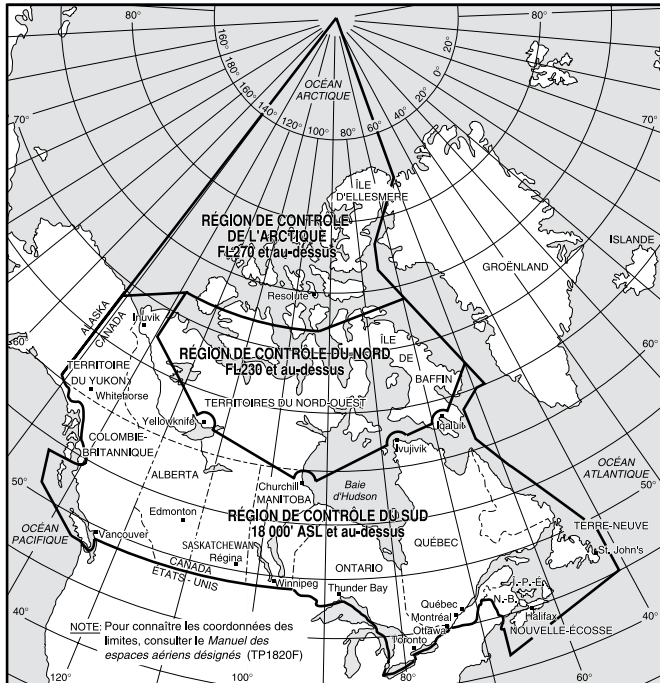 80°
80°
160°
160°
160°
140°
140°
120°
100°
80°
60°
40°
20°
0°
20°
OCÉAN
ARCTIQUE
70°
70°
ÎLE
D'ELLESMERE
RÉGION DE CONTRÔLE
DE L'ARCTIQUE
FL270 et au-dessus
ISLANDE
GROËNLAND
Resolute
ALASKA
CANADA
Inuvik
60°
60°
RÉGION DE CONTRÔLE DU NORD
FL230 et au-dessus
ÎLE
DE
BAFFIN
TERRITOIRE
DU YUKON
Whitehorse
TERRITOIRES DU NORD-OUEST
Yellowknife
Iqaluit
COLOMBIE-
BRITANNIQUE
Ivujivik
50°
50°
ALBERTA
Churchill
MANITOBA
Baie
d'Hudson
OCÉAN
ATLANTIQUE
OCÉAN
PACIFIQUE
Edmonton
RÉGION DE CONTRÔLE DU SUD
18 000' ASL et au-dessus
TERRE-NEUVE
Vancouver
SASKATCHEWAN
Régina
QUÉBEC
St. John's
CANADA
ÉTATS - UNIS
Winnipeg
ONTARIO
Thunder Bay
I.-P.-É.
N.-B.
40°
40°
Québec
Montréal
Ottawa
Toronto
Halifax
NOUVELLE-ÉCOSSE
NOTE: Pour connaître les coordonnées des
limites, consulter le Manuel des
espaces aériens désignés (TP1820F)
120°
100°
80°
60°